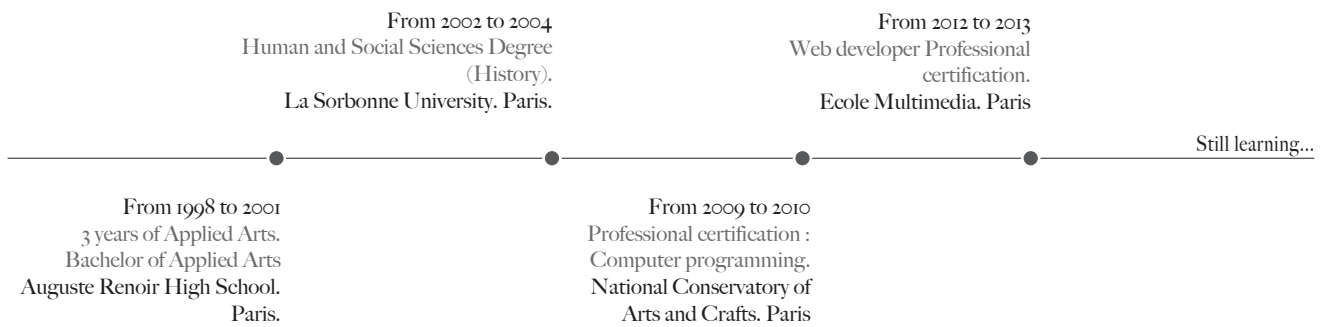 From 2002 to 2004
Human and Social Sciences Degree
(History).
La Sorbonne University. Paris.
From 2012 to 2013
Web developer Professional
certification.
Ecole Multimedia. Paris
Still learning...
From 1998 to 2001
3 years of Applied Arts.
Bachelor of Applied Arts
Auguste Renoir High School.
Paris.
From 2009 to 2010
Professional certification :
Computer programming.
National Conservatory of
Arts and Crafts. Paris